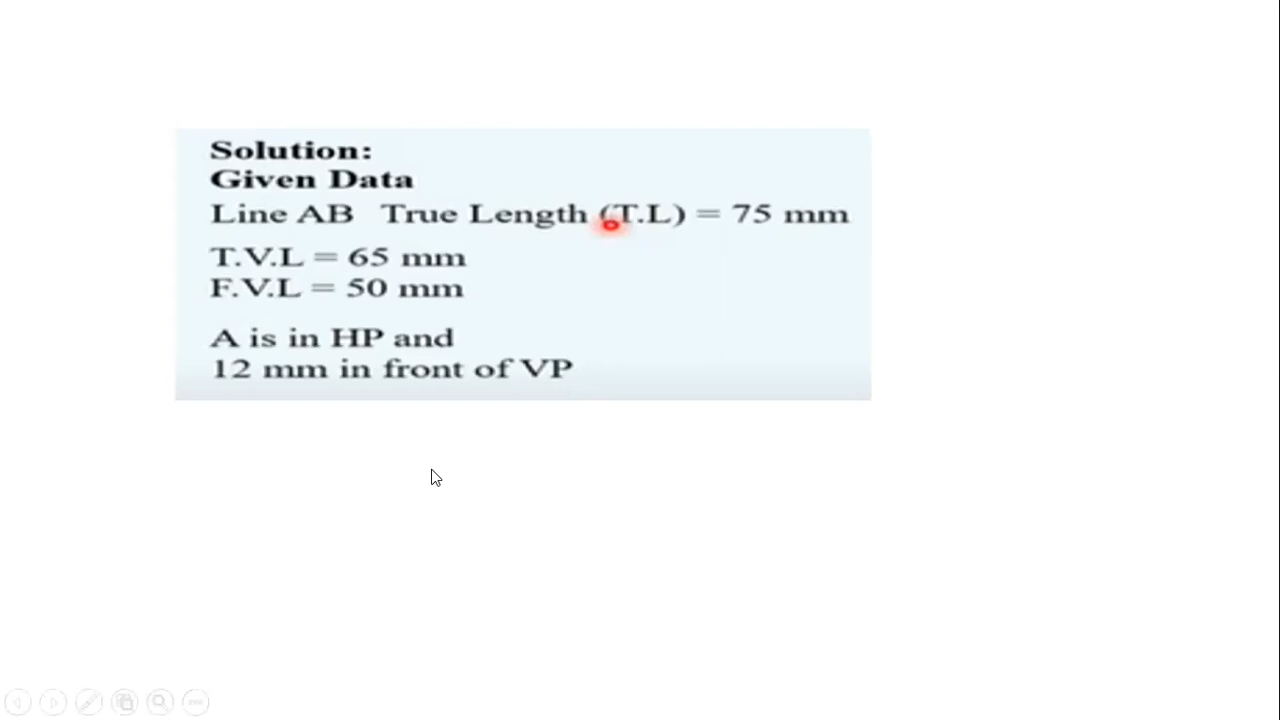 Solution:
Given Data
Line AB True Length (T.L) = 75 mm
T.V.L = 65 mm
F.V.L = 50 mm
A is in HP and
12 mm in front of VP